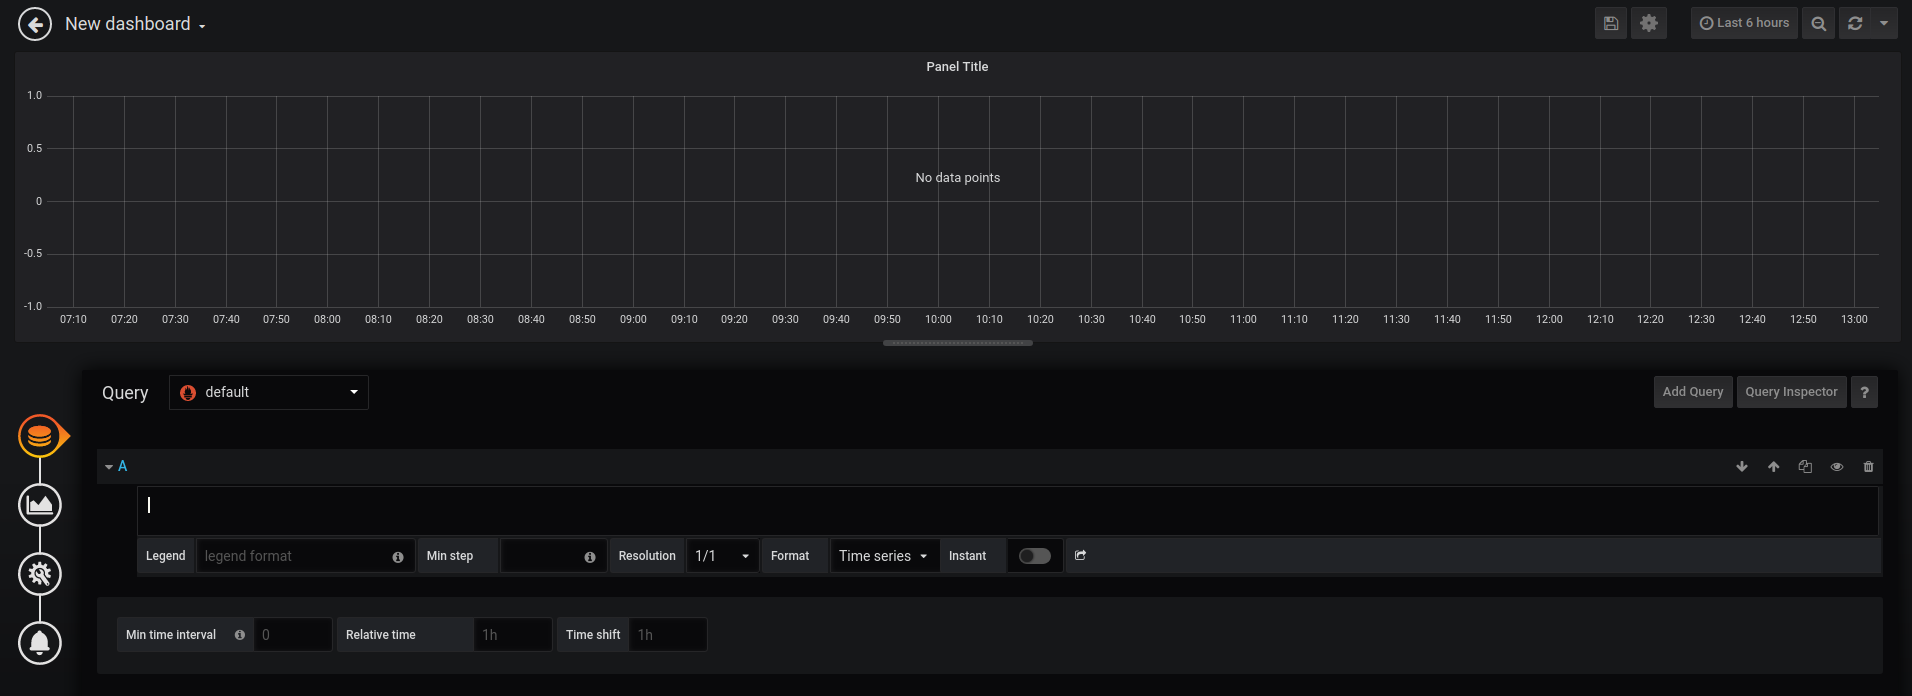 New dashboard
Last 6 hours
Panel Title
1.0
0.5
No data points
0
-0.5
-1.0
07:10 07:20 07:30 07:40 07:50 08:00 08:10 08:20 08:30 08:40 08:50 09:00 09:10 09:20 09:30 09:40 09:50 10:00 10:10 10:20 10:30 10:40 10:50 11:00 11:10 11:20 11:30 11:40 11:50 12:00 12:10 12:20 12:30 12:40 12:50 13:00
Query default Add Query Query Inspector ?
A
Legend legend format Min step Resolution 1/1 Format Time series Instant
Min time interval 0 Relative time 1h Time shift 1h